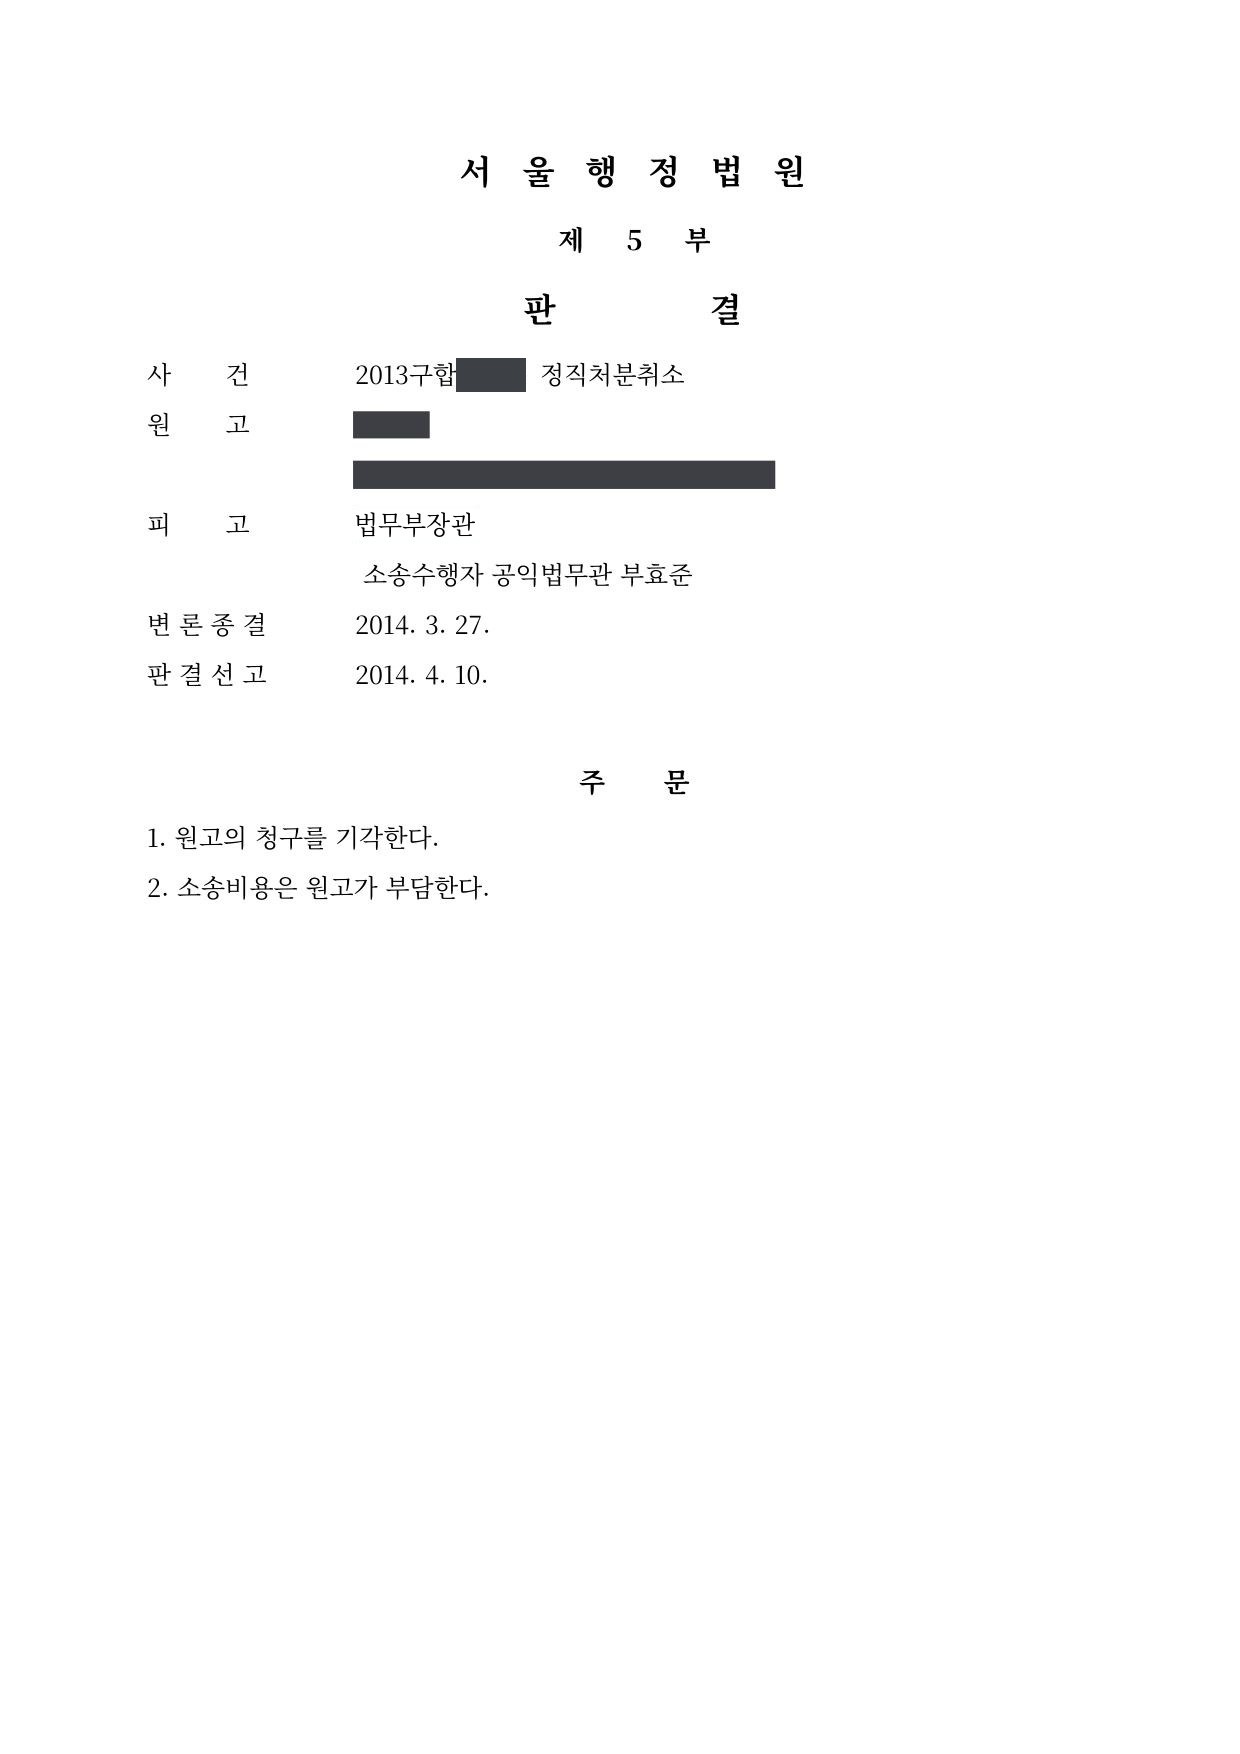 서 울 행 정 법 원
제 5 부
판 결
사 건 2013구합 정직처분취소
원 고
피 고 법무부장관
소송수행자 공익법무관 부효준
변 론 종 결 2014. 3. 27.
판 결 선 고 2014. 4. 10.
주 문
1. 원고의 청구를 기각한다.
2. 소송비용은 원고가 부담한다.